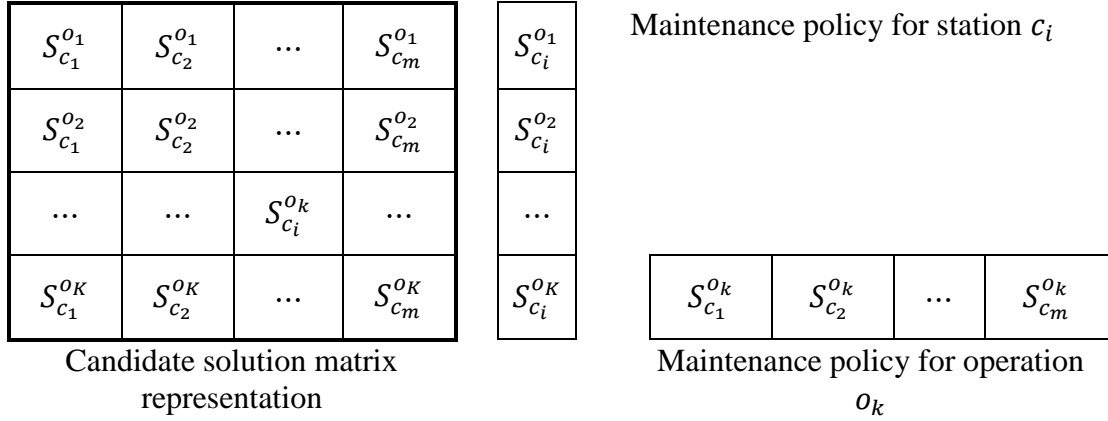 Maintenance policy for station $c_i$
$S_{c_1}^{o_1}$ $S_{c_2}^{o_1}$ ... $S_{c_m}^{o_1}$ $S_{c_i}^{o_1}$
$S_{c_1}^{o_2}$ $S_{c_2}^{o_2}$ ... $S_{c_m}^{o_2}$ $S_{c_i}^{o_2}$
... ... $S_{c_i}^{o_k}$ ... ...
$S_{c_1}^{o_K}$ $S_{c_2}^{o_K}$ ... $S_{c_m}^{o_K}$ $S_{c_i}^{o_K}$ $S_{c_1}^{o_k}$ $S_{c_2}^{o_k}$ ... $S_{c_m}^{o_k}$
Candidate solution matrix
representation
Maintenance policy for operation
$o_k$